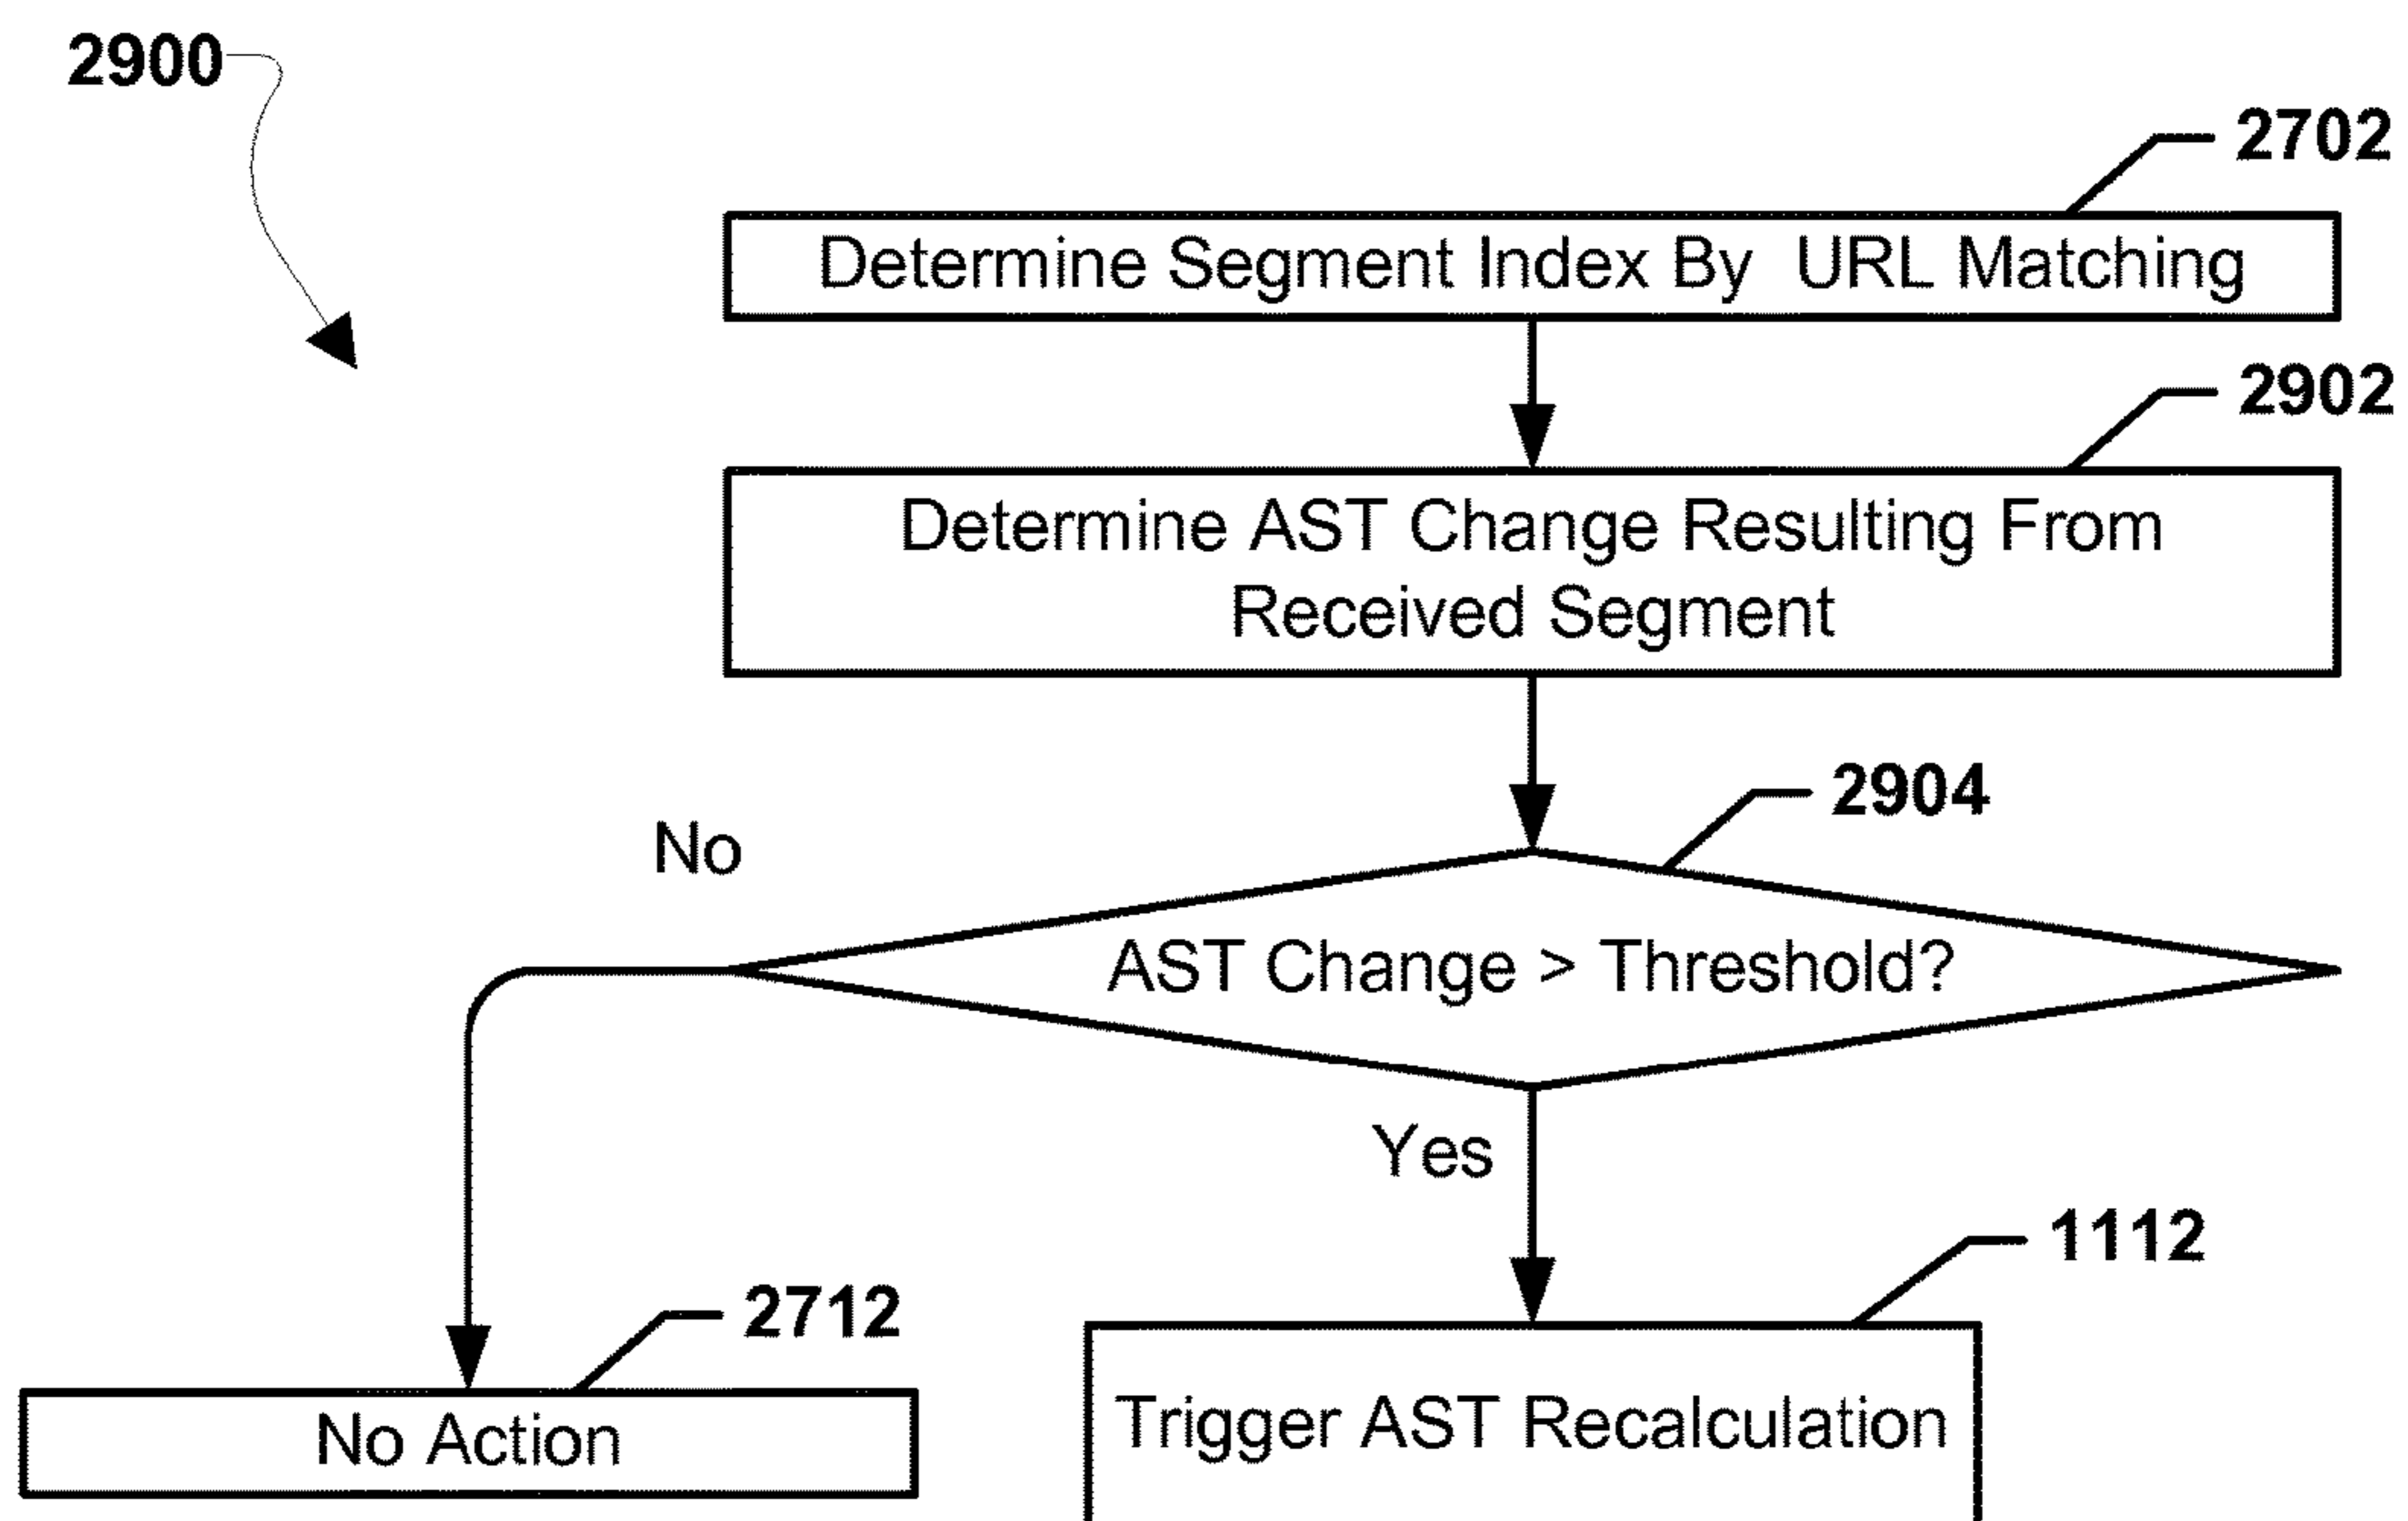 2900
2702
Determine Segment Index By URL Matching
2902
Determine AST Change Resulting From
Received Segment
2904
No
AST Change > Threshold?
Yes
1112
2712
Trigger AST Recalculation
No Action